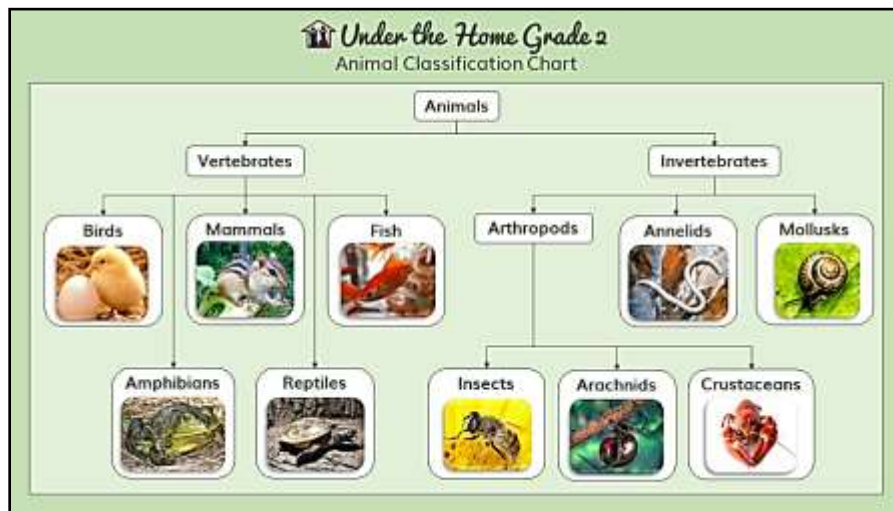 Under the Home Grade 2
Animal Classification Chart
Animals
Vertebrates
Invertebrates
Birds
Mammals
Fish
Arthropods
Annelids
Mollusks
Amphibians
Reptiles
Insects
Arachnids
Crustaceans